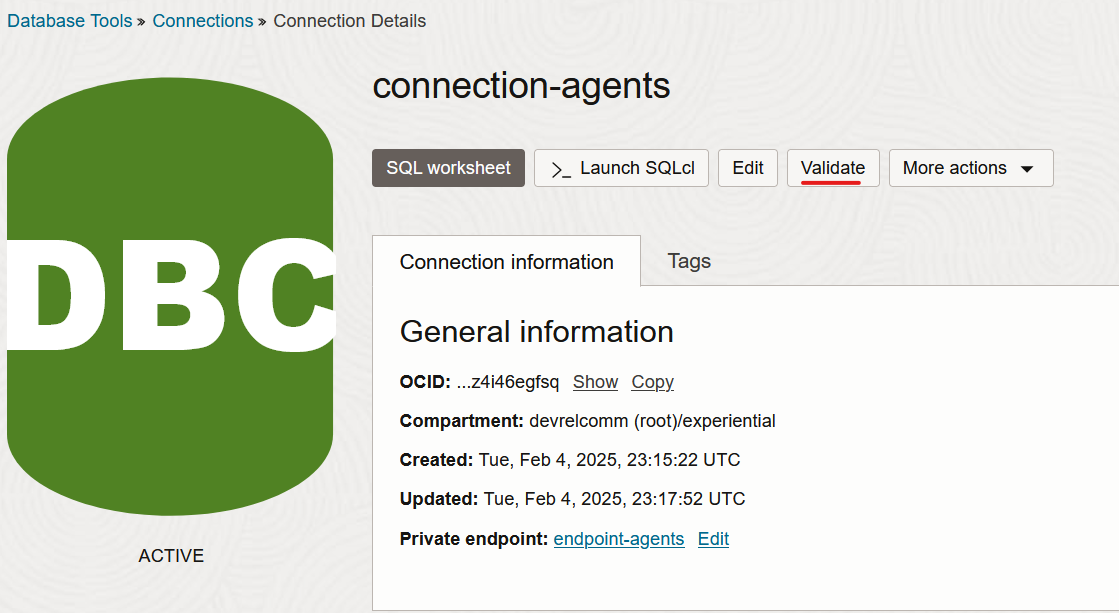 Database Tools » Connections » Connection Details
connection-agents
SQL worksheet
>_ Launch SQLcl
Edit
Validate
More actions
DBC
ACTIVE
Connection information
Tags
General information
OCID: ...z4i46egfsq Show Copy
Compartment: devrelcomm (root)/experiential
Created: Tue, Feb 4, 2025, 23:15:22 UTC
Updated: Tue, Feb 4, 2025, 23:17:52 UTC
Private endpoint: endpoint-agents Edit